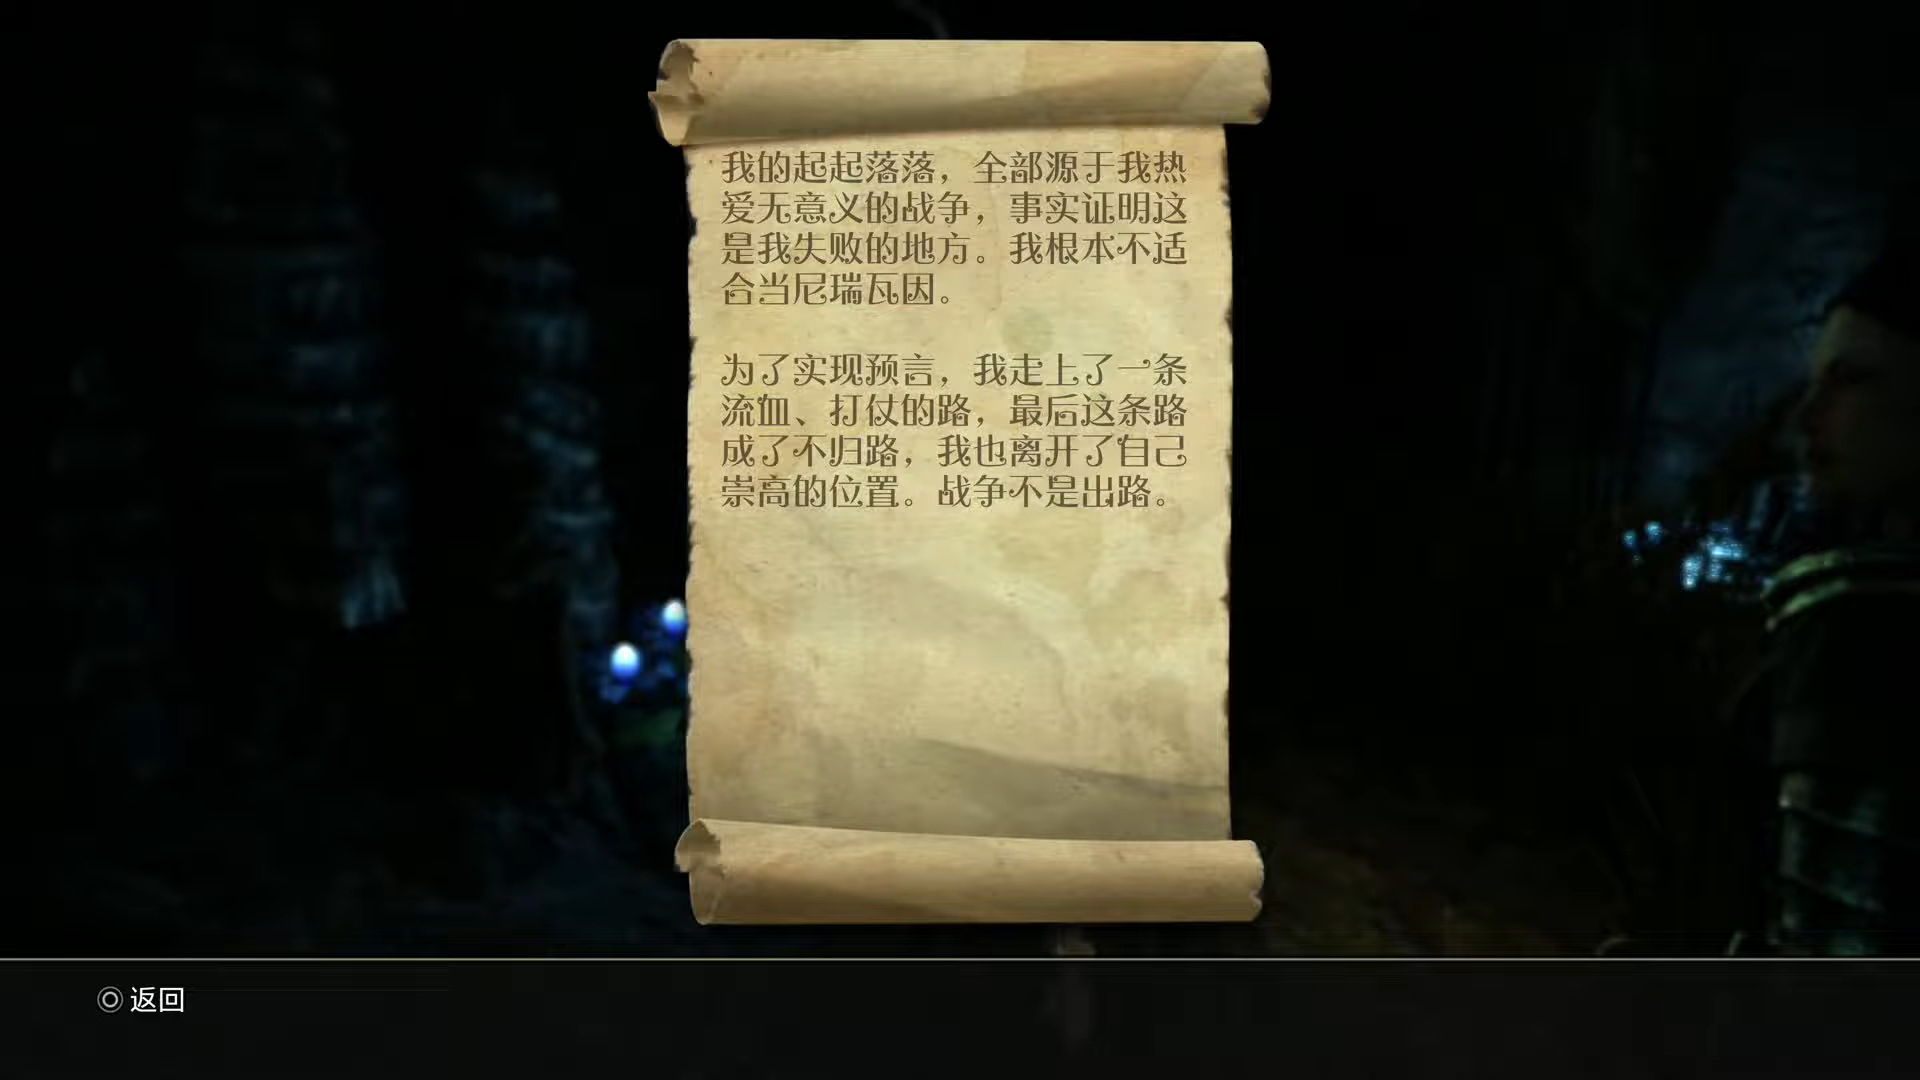 我的起起落落，全部源于我热
爱无意义的战争，事实证明这
是我失败的地方。我根本不适
合当尼瑞瓦因。
为了实现预言，我走上了一条
流血、打仗的路，最后这条路
成了不归路，我也离开了自己
崇高的位置。战争不是出路。
返回